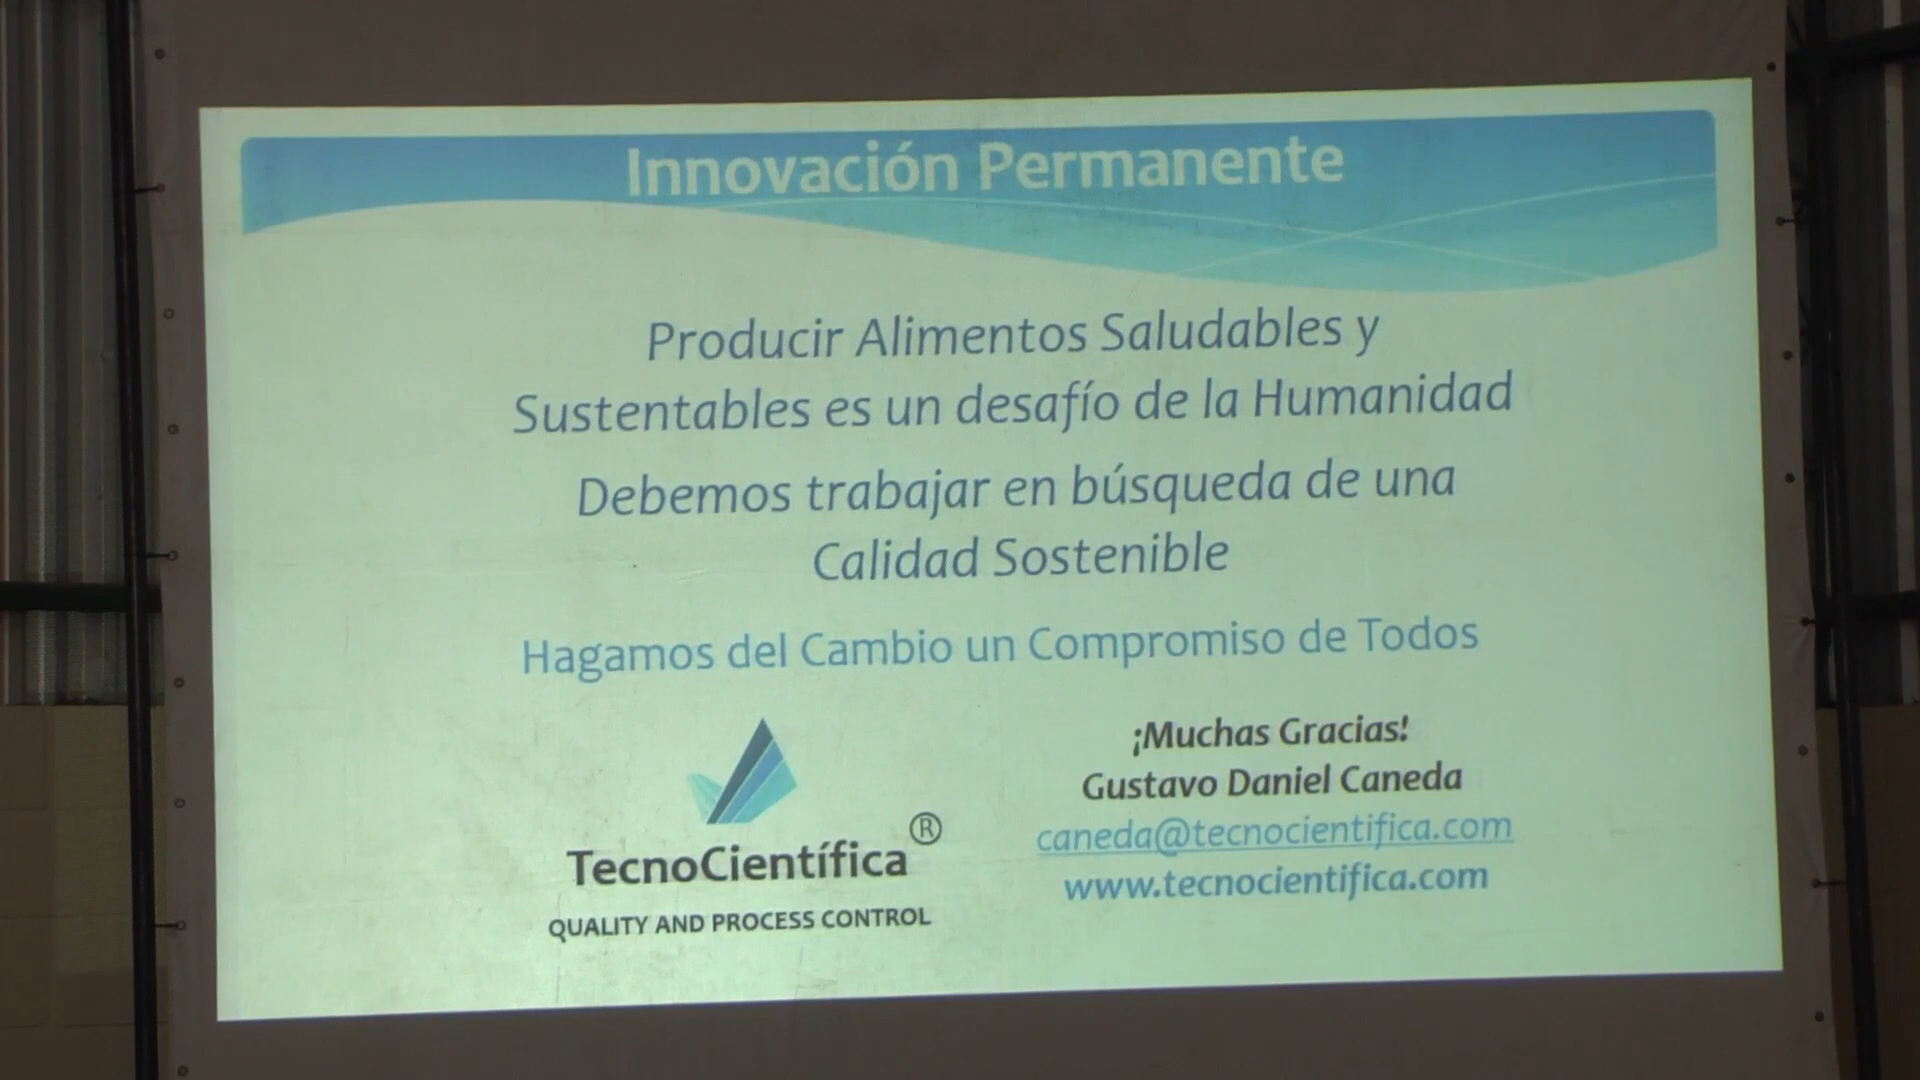 Innovación Permanente
Producir Alimentos Saludables y
Sustentables es un desafío de la Humanidad
Debemos trabajar en búsqueda de una
Calidad Sostenible
Hagamos del Cambio un Compromiso de Todos
TecnoCientífica®
QUALITY AND PROCESS CONTROL
¡Muchas Gracias!
Gustavo Daniel Caneda
caneda@tecnocientifica.com
www.tecnocientifica.com